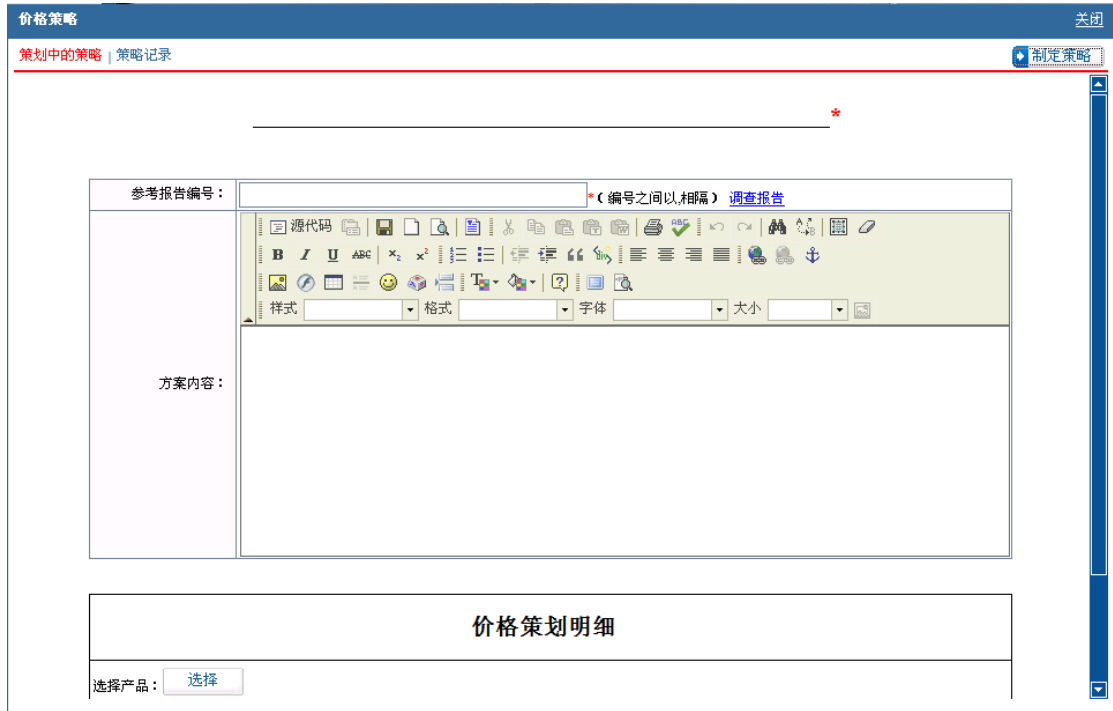 价格策略 关闭
策划中的策略 | 策略记录 制定策略
*
参考报告编号： *（编号之间以,相隔） 调查报告
源代码
B I U ABC ×₂ ×²
样式 格式 字体 大小
方案内容：
价格策划明细
选择产品： 选择